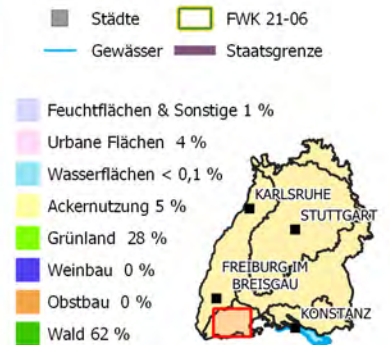 Städte FWK 21-06
Gewässer Staatsgrenze
Feuchtflächen & Sonstige 1 %
Urbane Flächen 4 %
Wasserflächen < 0,1 %
Ackernutzung 5 %
Grünland 28 %
Weinbau 0 %
Obstbau 0 %
Wald 62 %
KARLSRUHE
STUTTGART
FREIBURG IM
BREISGAU
KONSTANZ